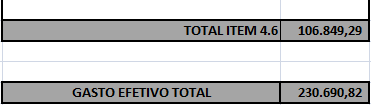 TOTAL ITEM 4.6 106.849,29
GASTO EFETIVO TOTAL 230.690,82